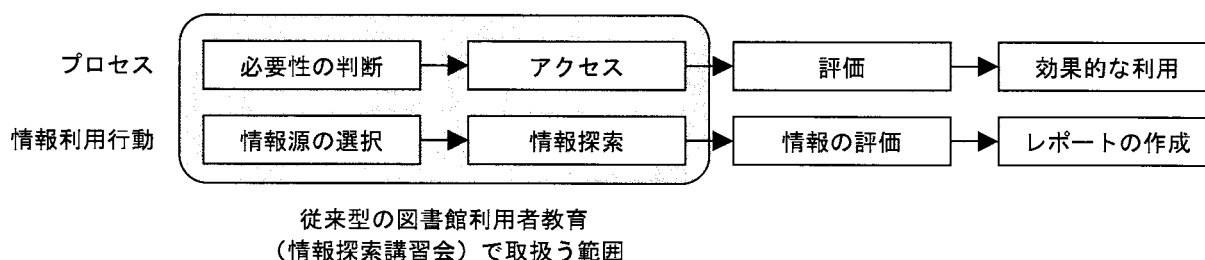 プロセス 必要性の判断 アクセス 評価 効果的な利用
情報利用行動 情報源の選択 情報探索 情報の評価 レポートの作成
従来型の図書館利用者教育
（情報探索講習会）で取扱う範囲